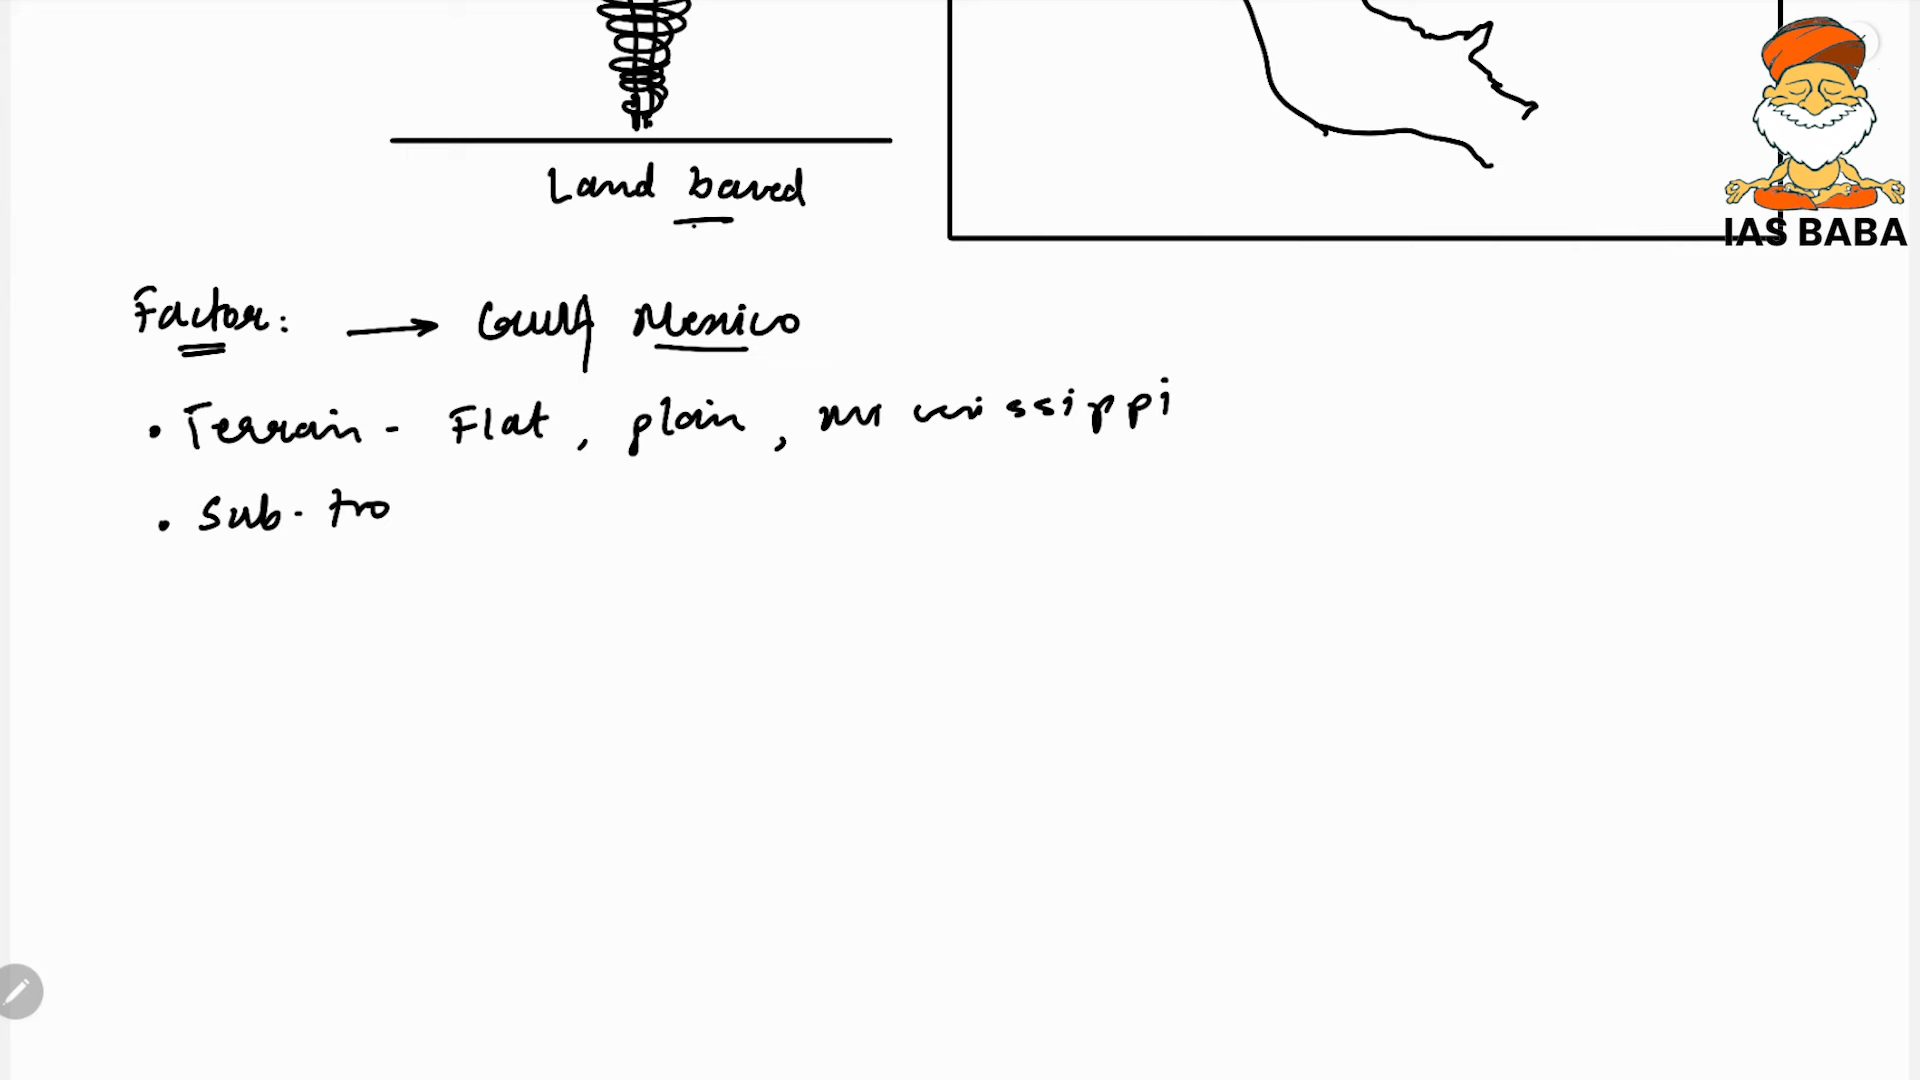 Land based
IAS BABA
Factor: → Gulf Mexico
• Terrain - Flat, plain, mississippi
• Sub-tro